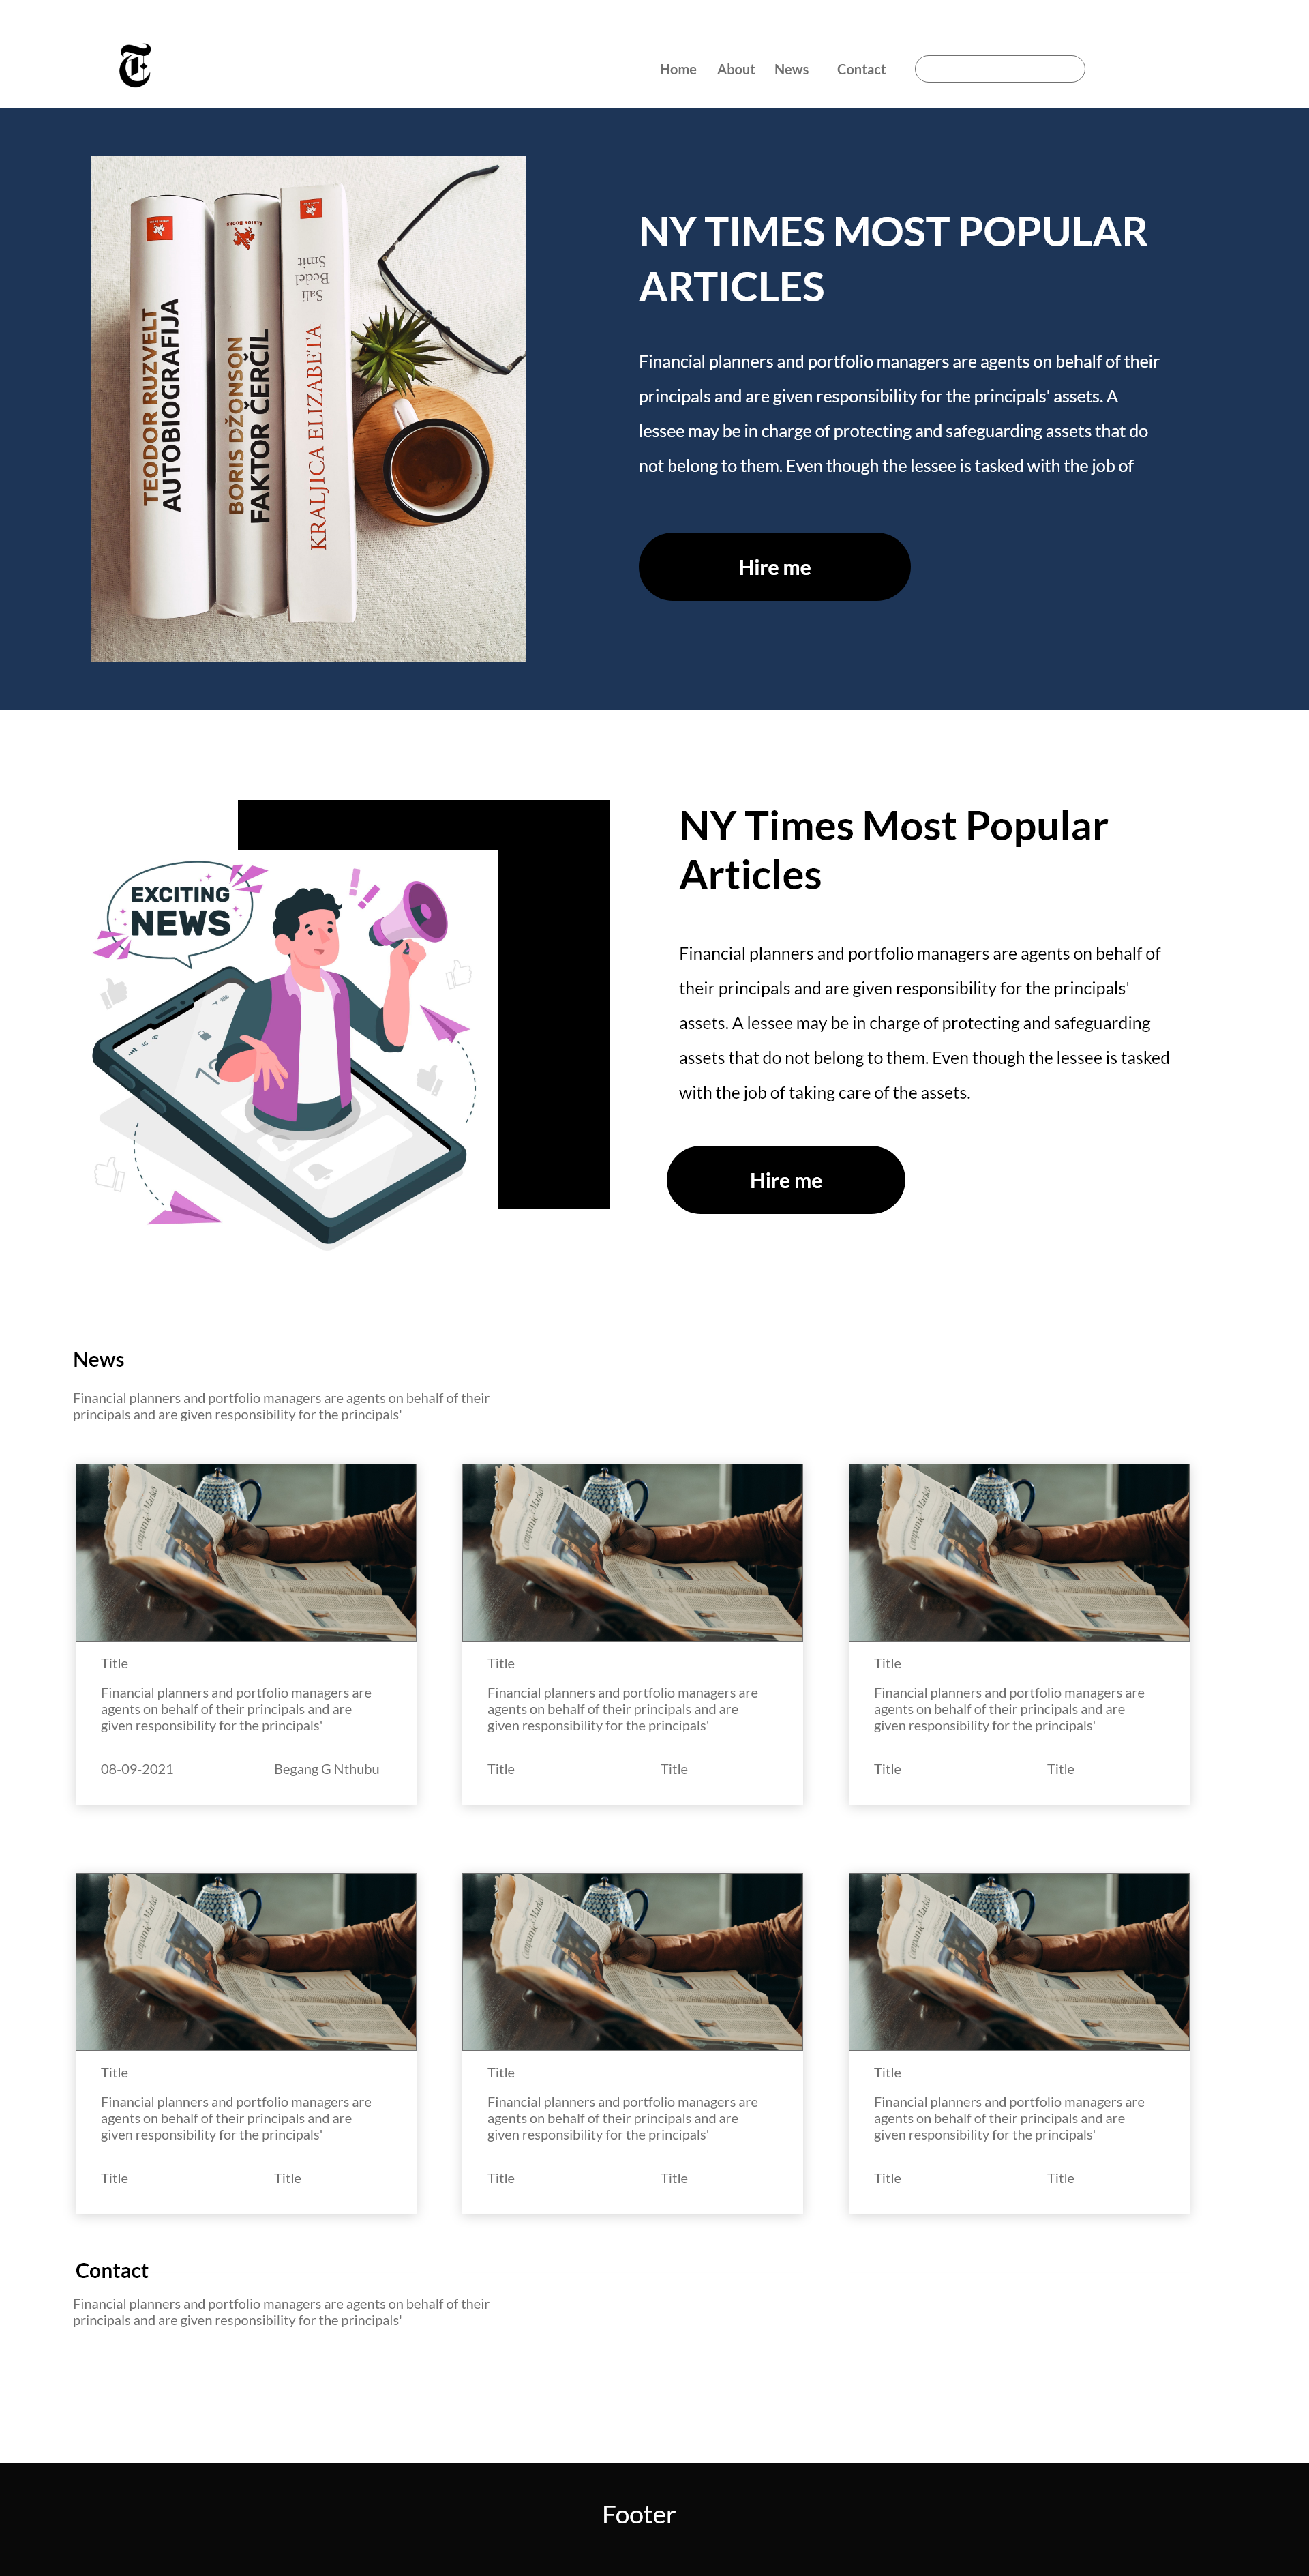 T
Home About News Contact
TEODOR RUZVELT
AUTOBIOGRAFIJA
Albion Books
BORIS DŽONSON
FAKTOR ČERČIL
Sali
Bedel
Smit
KRALJICA ELIZABETA
NY TIMES MOST POPULAR
ARTICLES
Financial planners and portfolio managers are agents on behalf of their
principals and are given responsibility for the principals' assets. A
lessee may be in charge of protecting and safeguarding assets that do
not belong to them. Even though the lessee is tasked with the job of
Hire me
EXCITING
NEWS
NY Times Most Popular
Articles
Financial planners and portfolio managers are agents on behalf of
their principals and are given responsibility for the principals'
assets. A lessee may be in charge of protecting and safeguarding
assets that do not belong to them. Even though the lessee is tasked
with the job of taking care of the assets.
Hire me
News
Financial planners and portfolio managers are agents on behalf of their
principals and are given responsibility for the principals'
Title
Financial planners and portfolio managers are
agents on behalf of their principals and are
given responsibility for the principals'
08-09-2021 Begang G Nthubu
Title
Financial planners and portfolio managers are
agents on behalf of their principals and are
given responsibility for the principals'
Title Title
Title
Financial planners and portfolio managers are
agents on behalf of their principals and are
given responsibility for the principals'
Title Title
Title
Financial planners and portfolio managers are
agents on behalf of their principals and are
given responsibility for the principals'
Title Title
Title
Financial planners and portfolio managers are
agents on behalf of their principals and are
given responsibility for the principals'
Title Title
Title
Financial planners and portfolio managers are
agents on behalf of their principals and are
given responsibility for the principals'
Title Title
Contact
Financial planners and portfolio managers are agents on behalf of their
principals and are given responsibility for the principals'
Footer